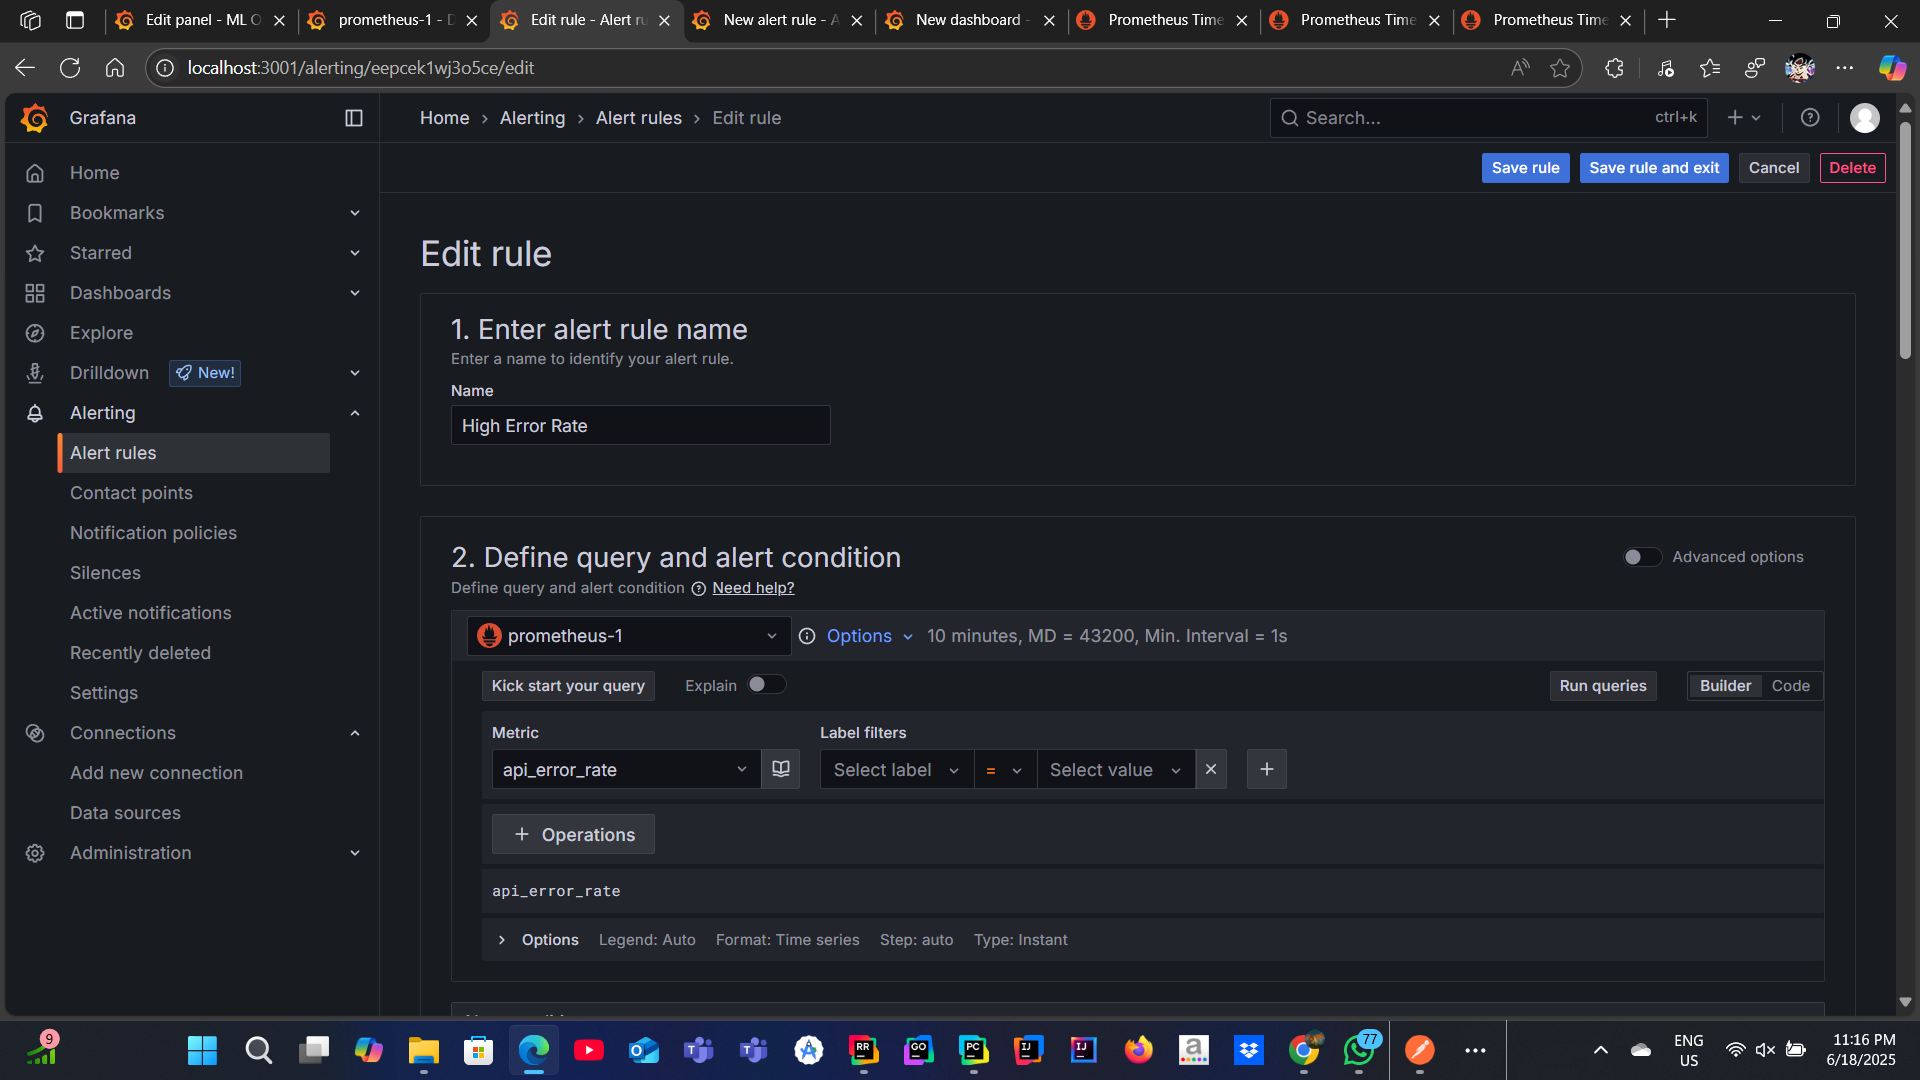 Edit panel - ML O
prometheus-1 - D
Edit rule - Alert ru
New alert rule - A
New dashboard -
Prometheus Time
Prometheus Time
Prometheus Time
localhost:3001/alerting/eepcek1wj3o5ce/edit
Grafana
Home › Alerting › Alert rules › Edit rule
Search...
ctrl+k
Save rule
Save rule and exit
Cancel
Delete
Home
Bookmarks
Starred
Dashboards
Explore
Drilldown
New!
Alerting
Alert rules
Contact points
Notification policies
Silences
Active notifications
Recently deleted
Settings
Connections
Add new connection
Data sources
Administration
Edit rule
1. Enter alert rule name
Enter a name to identify your alert rule.
Name
High Error Rate
2. Define query and alert condition
Advanced options
Define query and alert condition
Need help?
prometheus-1
Options
10 minutes, MD = 43200, Min. Interval = 1s
Kick start your query
Explain
Run queries
Builder
Code
Metric
Label filters
api_error_rate
Select label
=
Select value
+ Operations
api_error_rate
Options
Legend: Auto
Format: Time series
Step: auto
Type: Instant
9
RR
GO
PC
IJ
IJ
a
77
ENG
US
11:16 PM
6/18/2025